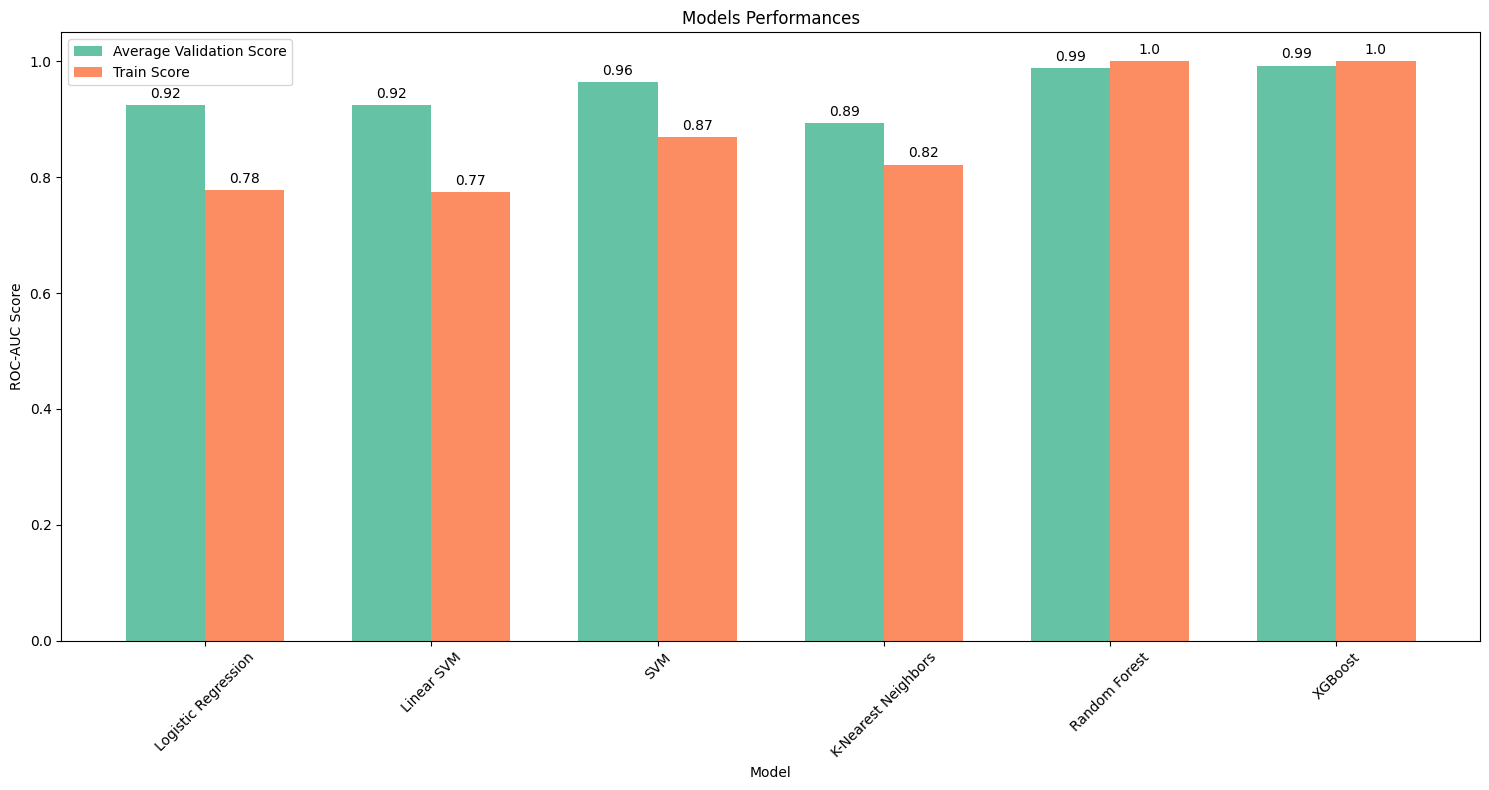 Models Performances
Average Validation Score
Train Score
0.92
0.78
0.92
0.77
0.96
0.87
0.89
0.82
0.99
1.0
0.99
1.0
ROC-AUC Score
1.0
0.8
0.6
0.4
0.2
0.0
Logistic Regression
Linear SVM
SVM
K-Nearest Neighbors
Random Forest
XGBoost
Model